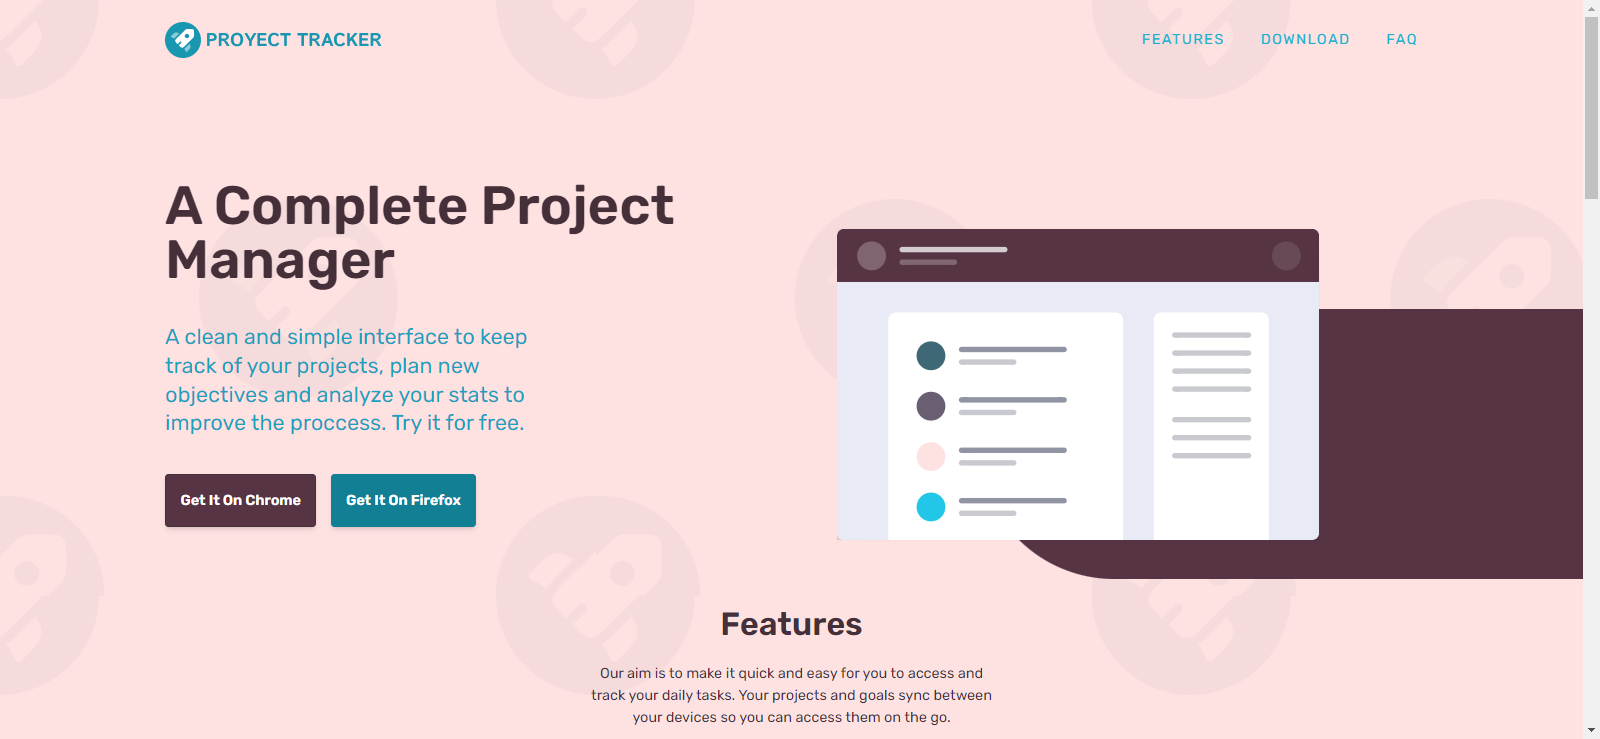 PROYECT TRACKER
FEATURES
DOWNLOAD
FAQ
A Complete Project
Manager
A clean and simple interface to keep
track of your projects, plan new
objectives and analyze your stats to
improve the proccess. Try it for free.
Get It On Chrome
Get It On Firefox
Features
Our aim is to make it quick and easy for you to access and
track your daily tasks. Your projects and goals sync between
your devices so you can access them on the go.